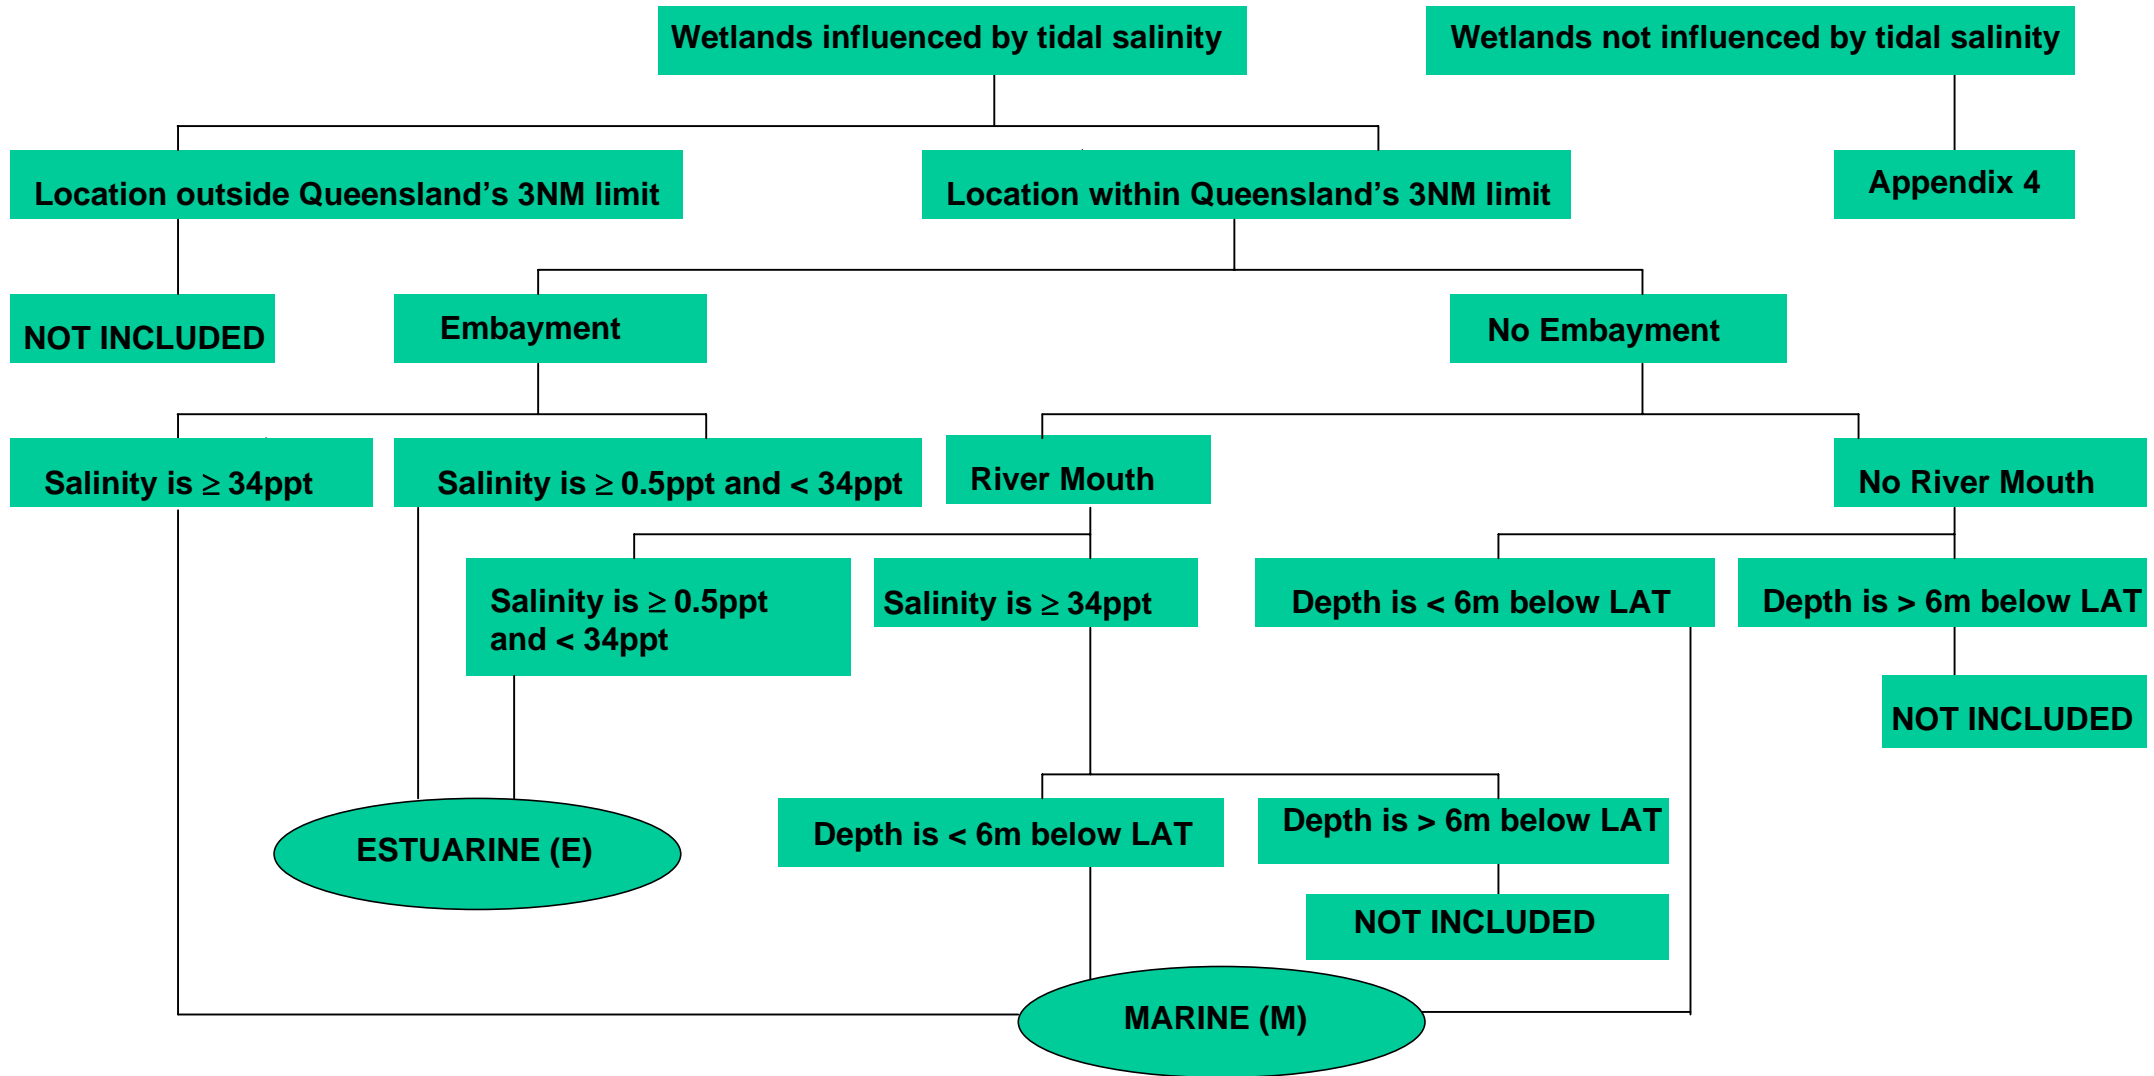 Wetlands influenced by tidal salinity
Wetlands not influenced by tidal salinity
Location outside Queensland’s 3NM limit
Location within Queensland’s 3NM limit
Appendix 4
NOT INCLUDED
Embayment
No Embayment
Salinity is ≥ 34ppt
Salinity is ≥ 0.5ppt and < 34ppt
River Mouth
No River Mouth
Salinity is ≥ 0.5ppt
and < 34ppt
Salinity is ≥ 34ppt
Depth is < 6m below LAT
Depth is > 6m below LAT
NOT INCLUDED
ESTUARINE (E)
Depth is < 6m below LAT
Depth is > 6m below LAT
NOT INCLUDED
MARINE (M)